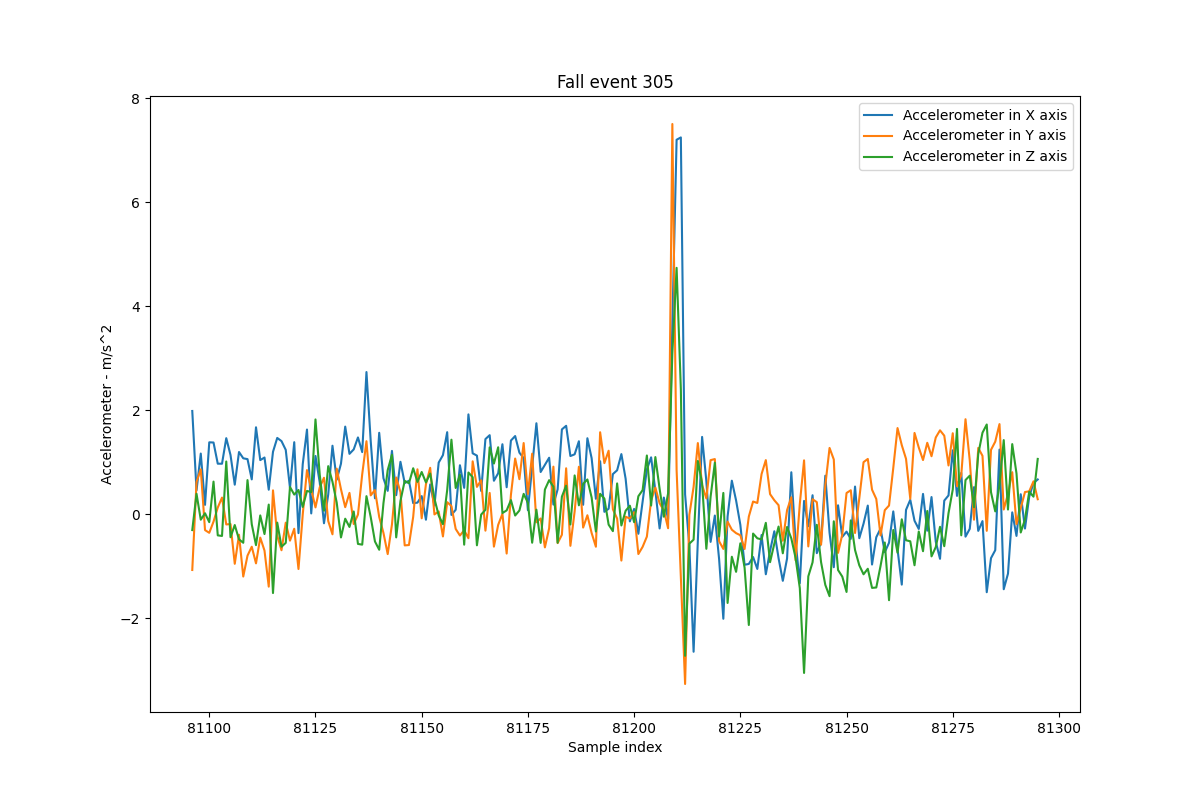 Fall event 305
Accelerometer in X axis
Accelerometer in Y axis
Accelerometer in Z axis
Accelerometer - m/s^2
8
6
4
2
0
−2
81100 81125 81150 81175 81200 81225 81250 81275 81300
Sample index